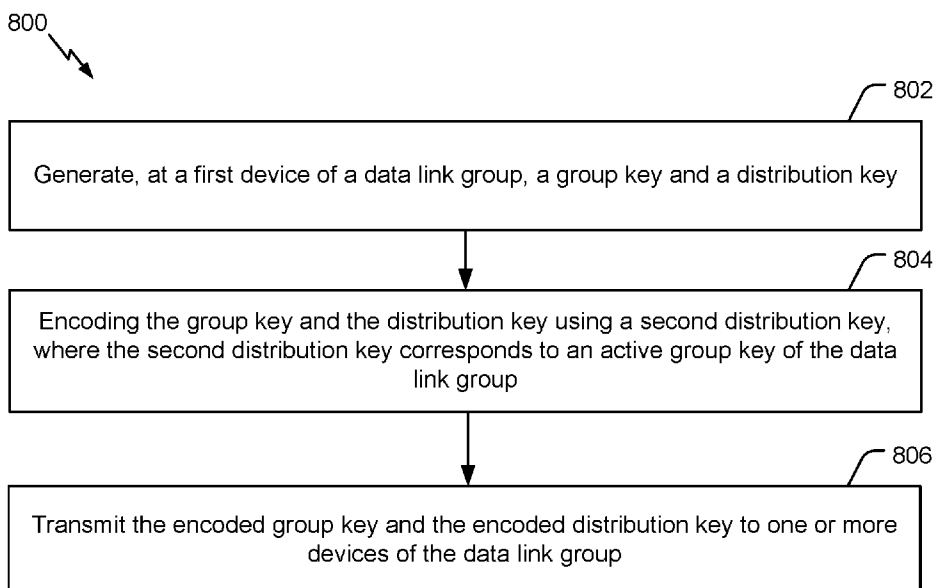 800
802
Generate, at a first device of a data link group, a group key and a distribution key
804
Encoding the group key and the distribution key using a second distribution key,
where the second distribution key corresponds to an active group key of the data
link group
806
Transmit the encoded group key and the encoded distribution key to one or more
devices of the data link group